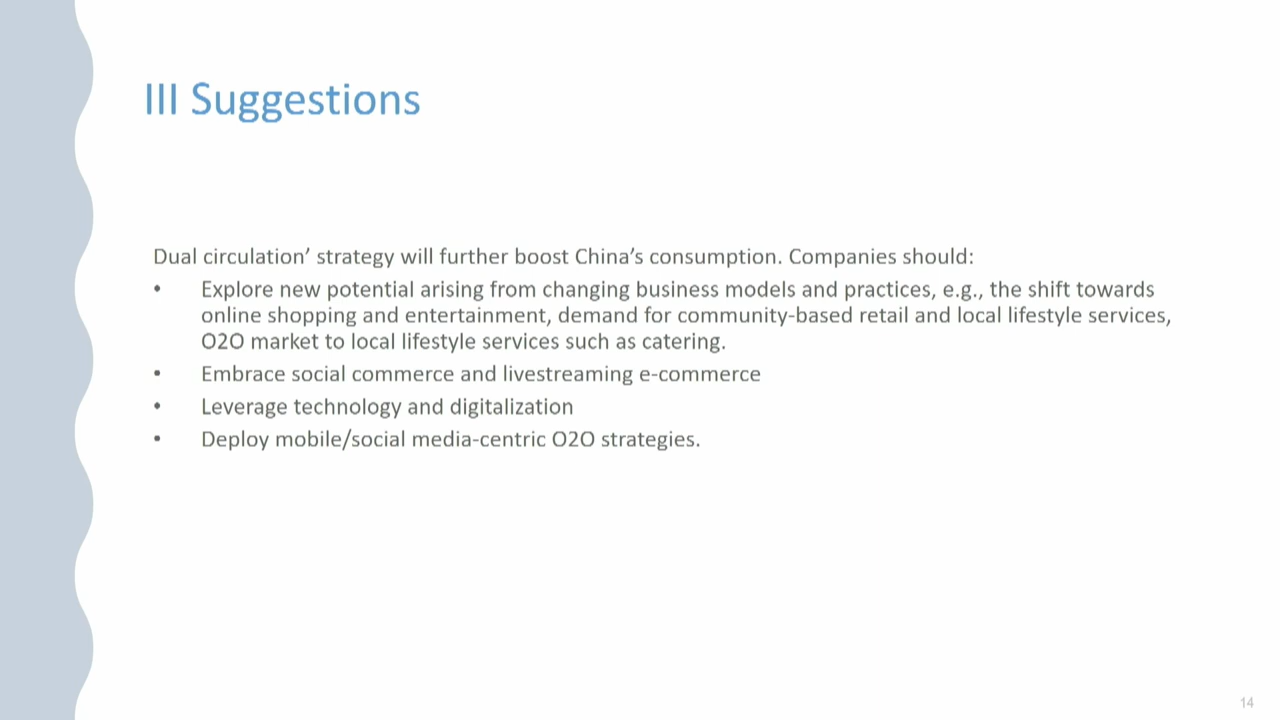 III Suggestions
Dual circulation’ strategy will further boost China’s consumption. Companies should:
• Explore new potential arising from changing business models and practices, e.g., the shift towards
online shopping and entertainment, demand for community-based retail and local lifestyle services,
O2O market to local lifestyle services such as catering.
• Embrace social commerce and livestreaming e-commerce
• Leverage technology and digitalization
• Deploy mobile/social media-centric O2O strategies.
14